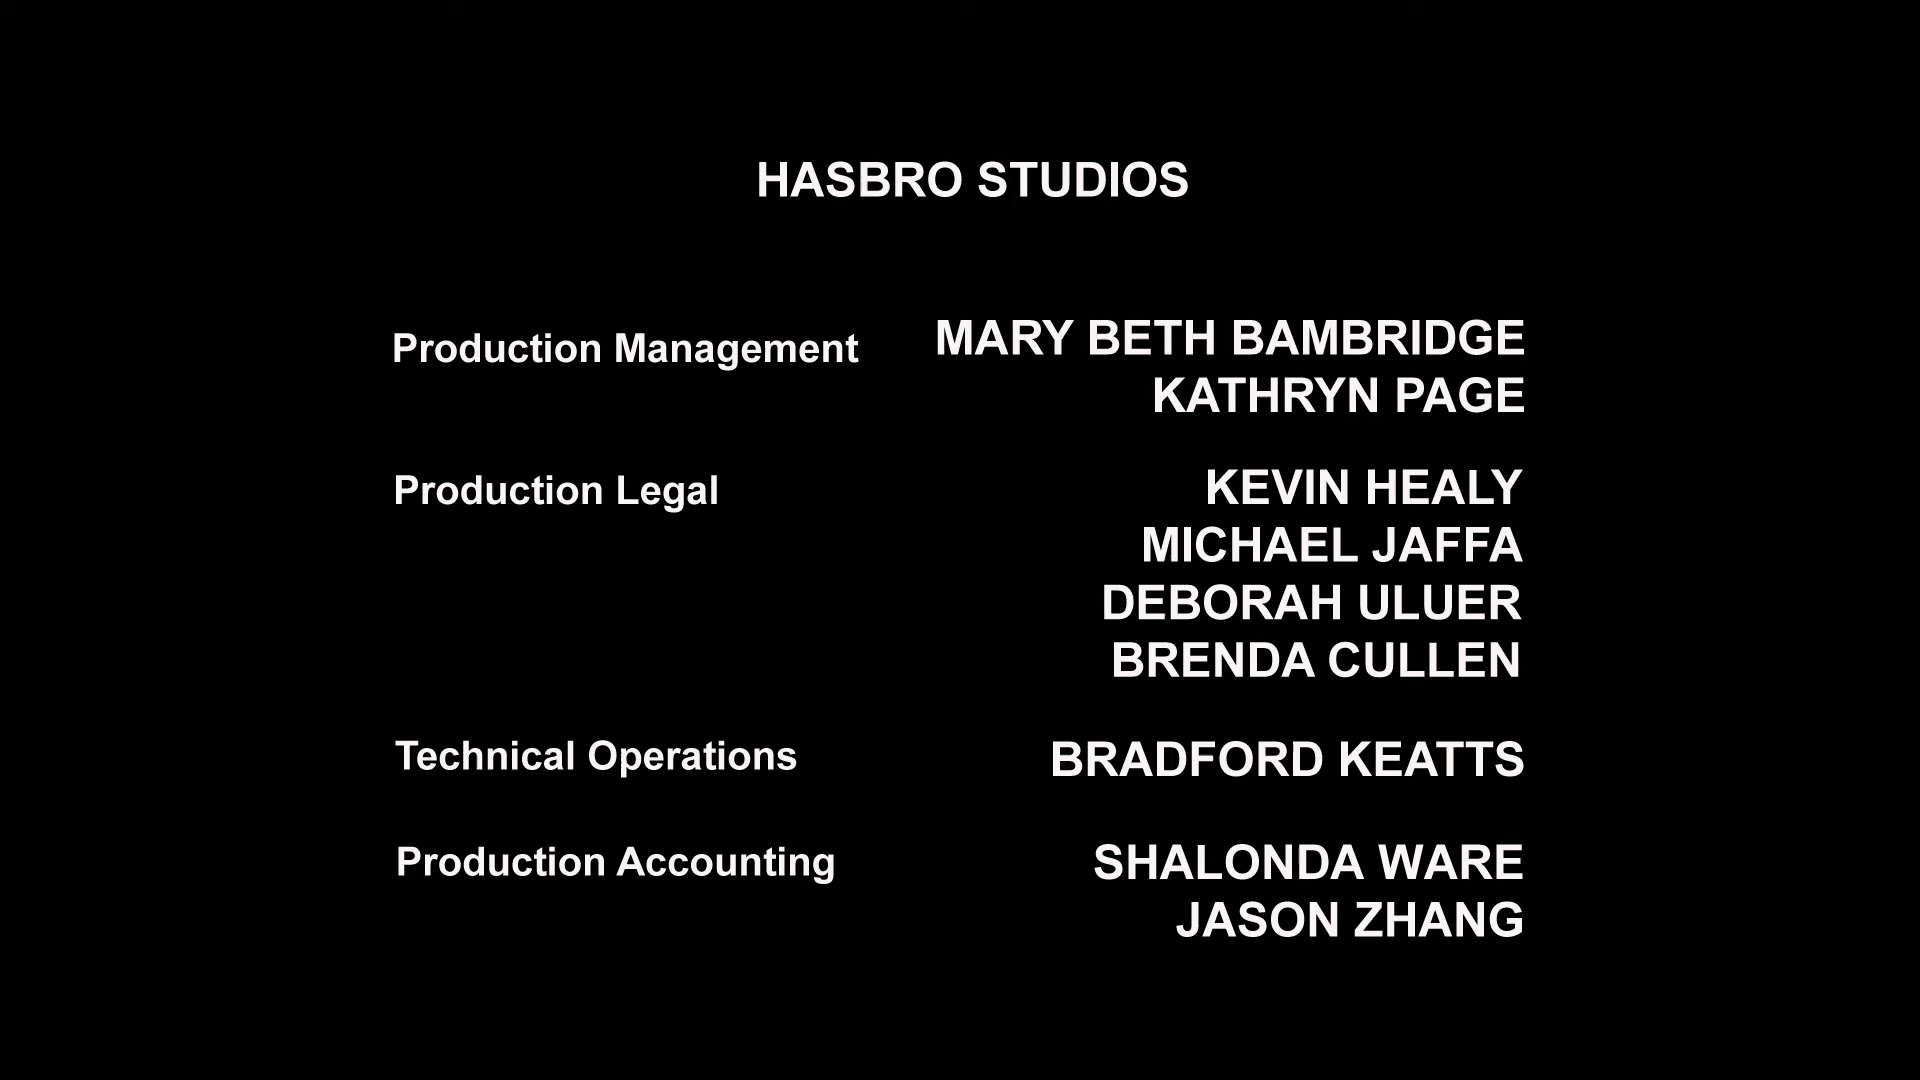 HASBRO STUDIOS
Production Management MARY BETH BAMBRIDGE
KATHRYN PAGE
Production Legal KEVIN HEALY
MICHAEL JAFFA
DEBORAH ULUER
BRENDA CULLEN
Technical Operations BRADFORD KEATTS
Production Accounting SHALONDA WARE
JASON ZHANG